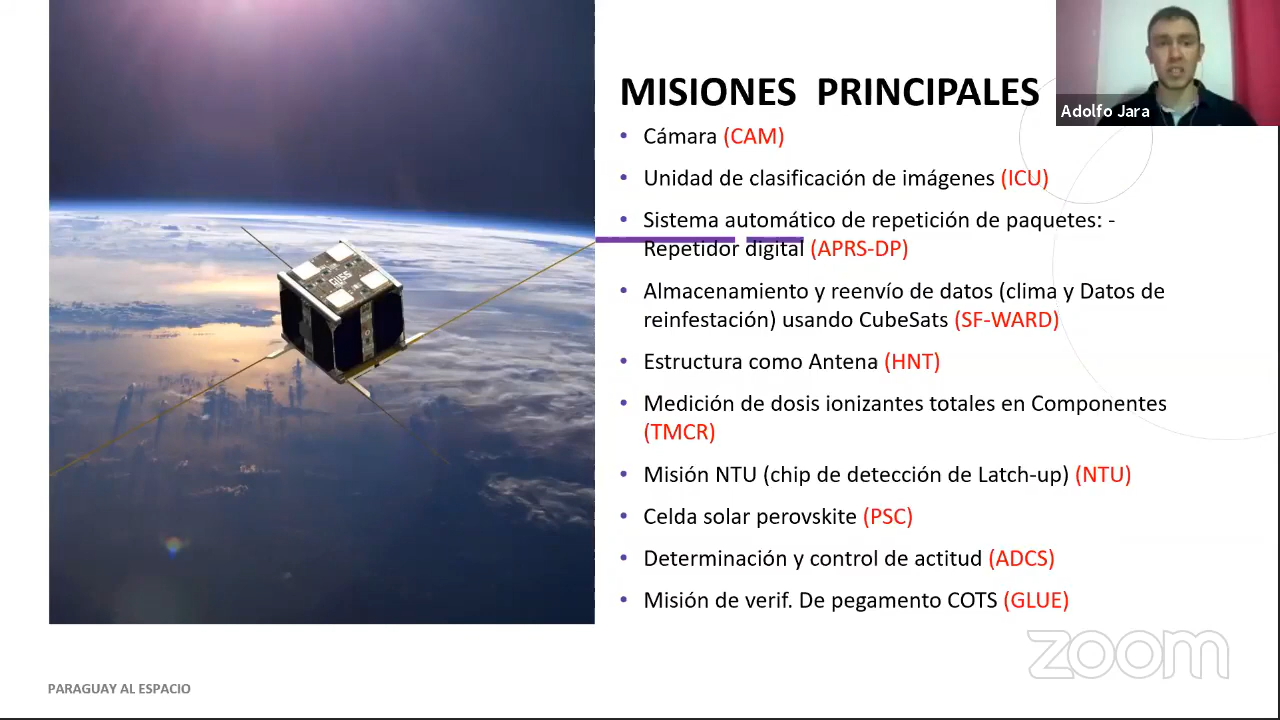 MISIONES PRINCIPALES
Adolfo Jara
• Cámara (CAM)
• Unidad de clasificación de imágenes (ICU)
• Sistema automático de repetición de paquetes: -
Repetidor digital (APRS-DP)
• Almacenamiento y reenvío de datos (clima y Datos de
reinfestación) usando CubeSats (SF-WARD)
• Estructura como Antena (HNT)
• Medición de dosis ionizantes totales en Componentes
(TMCR)
• Misión NTU (chip de detección de Latch-up) (NTU)
• Celda solar perovskite (PSC)
• Determinación y control de actitud (ADCS)
• Misión de verif. De pegamento COTS (GLUE)
zoom
PARAGUAY AL ESPACIO